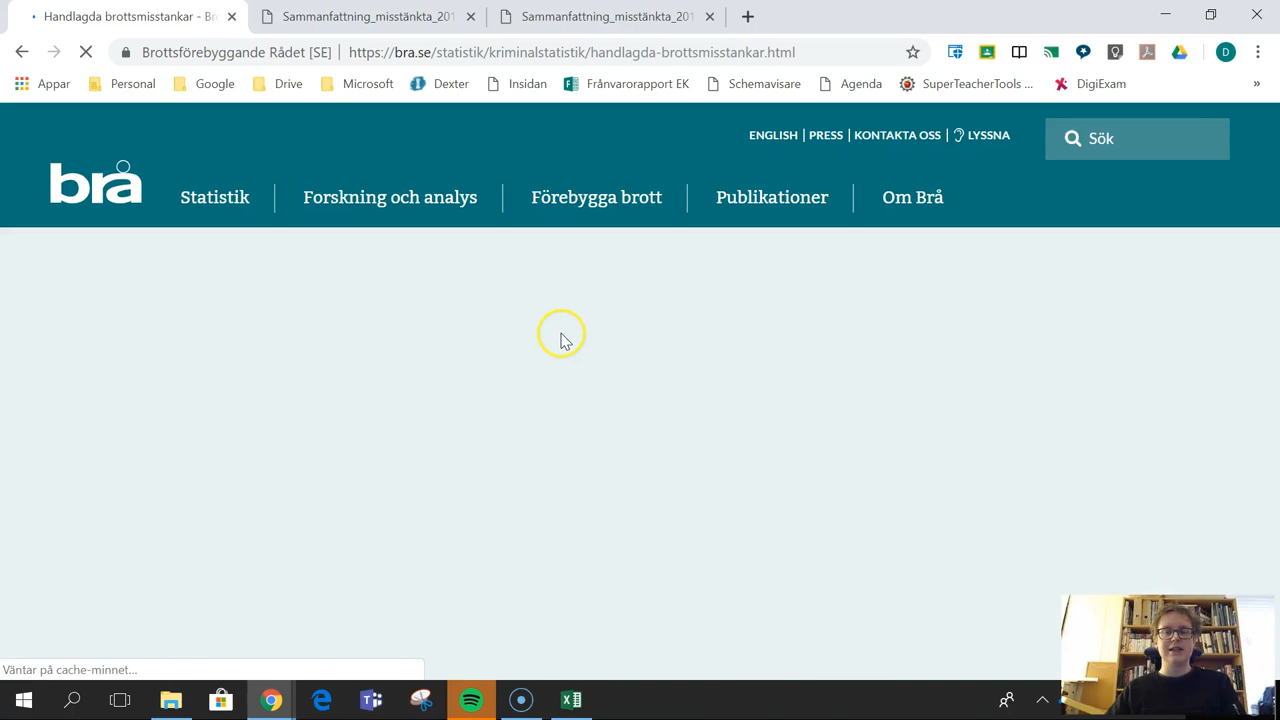 Handlagda brottsmisstankar - Br
Sammanfattning_misstänkta_201
Sammanfattning_misstänkta_201
Brottsförebyggande Rådet [SE] | https://bra.se/statistik/kriminalstatistik/handlagda-brottsmisstankar.html
Appar Personal Google Drive Microsoft Dexter Insidan Frånvarorapport EK Schemavisare Agenda SuperTeacherTools ... DigiExam »
ENGLISH | PRESS | KONTAKTA OSS | LYSSNA
Sök
brå
Statistik Forskning och analys Förebygga brott Publikationer Om Brå
Väntar på cache-minnet...